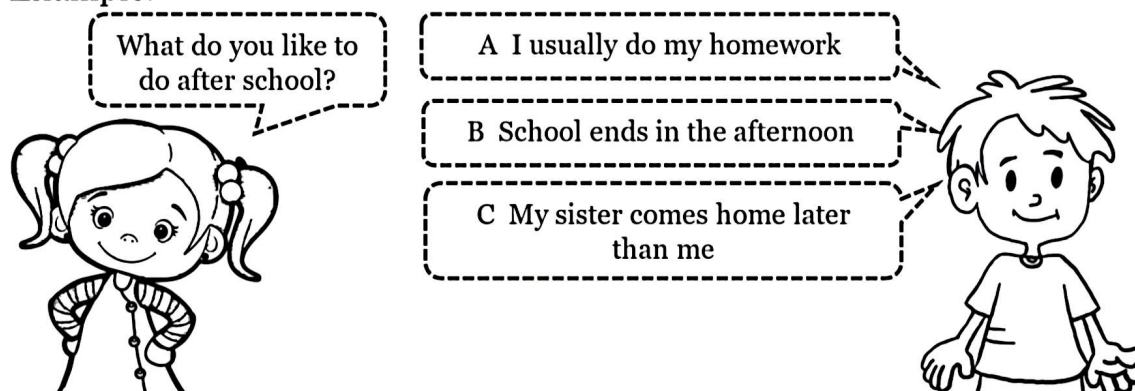 What do you like to
do after school?
A I usually do my homework
B School ends in the afternoon
C My sister comes home later
than me